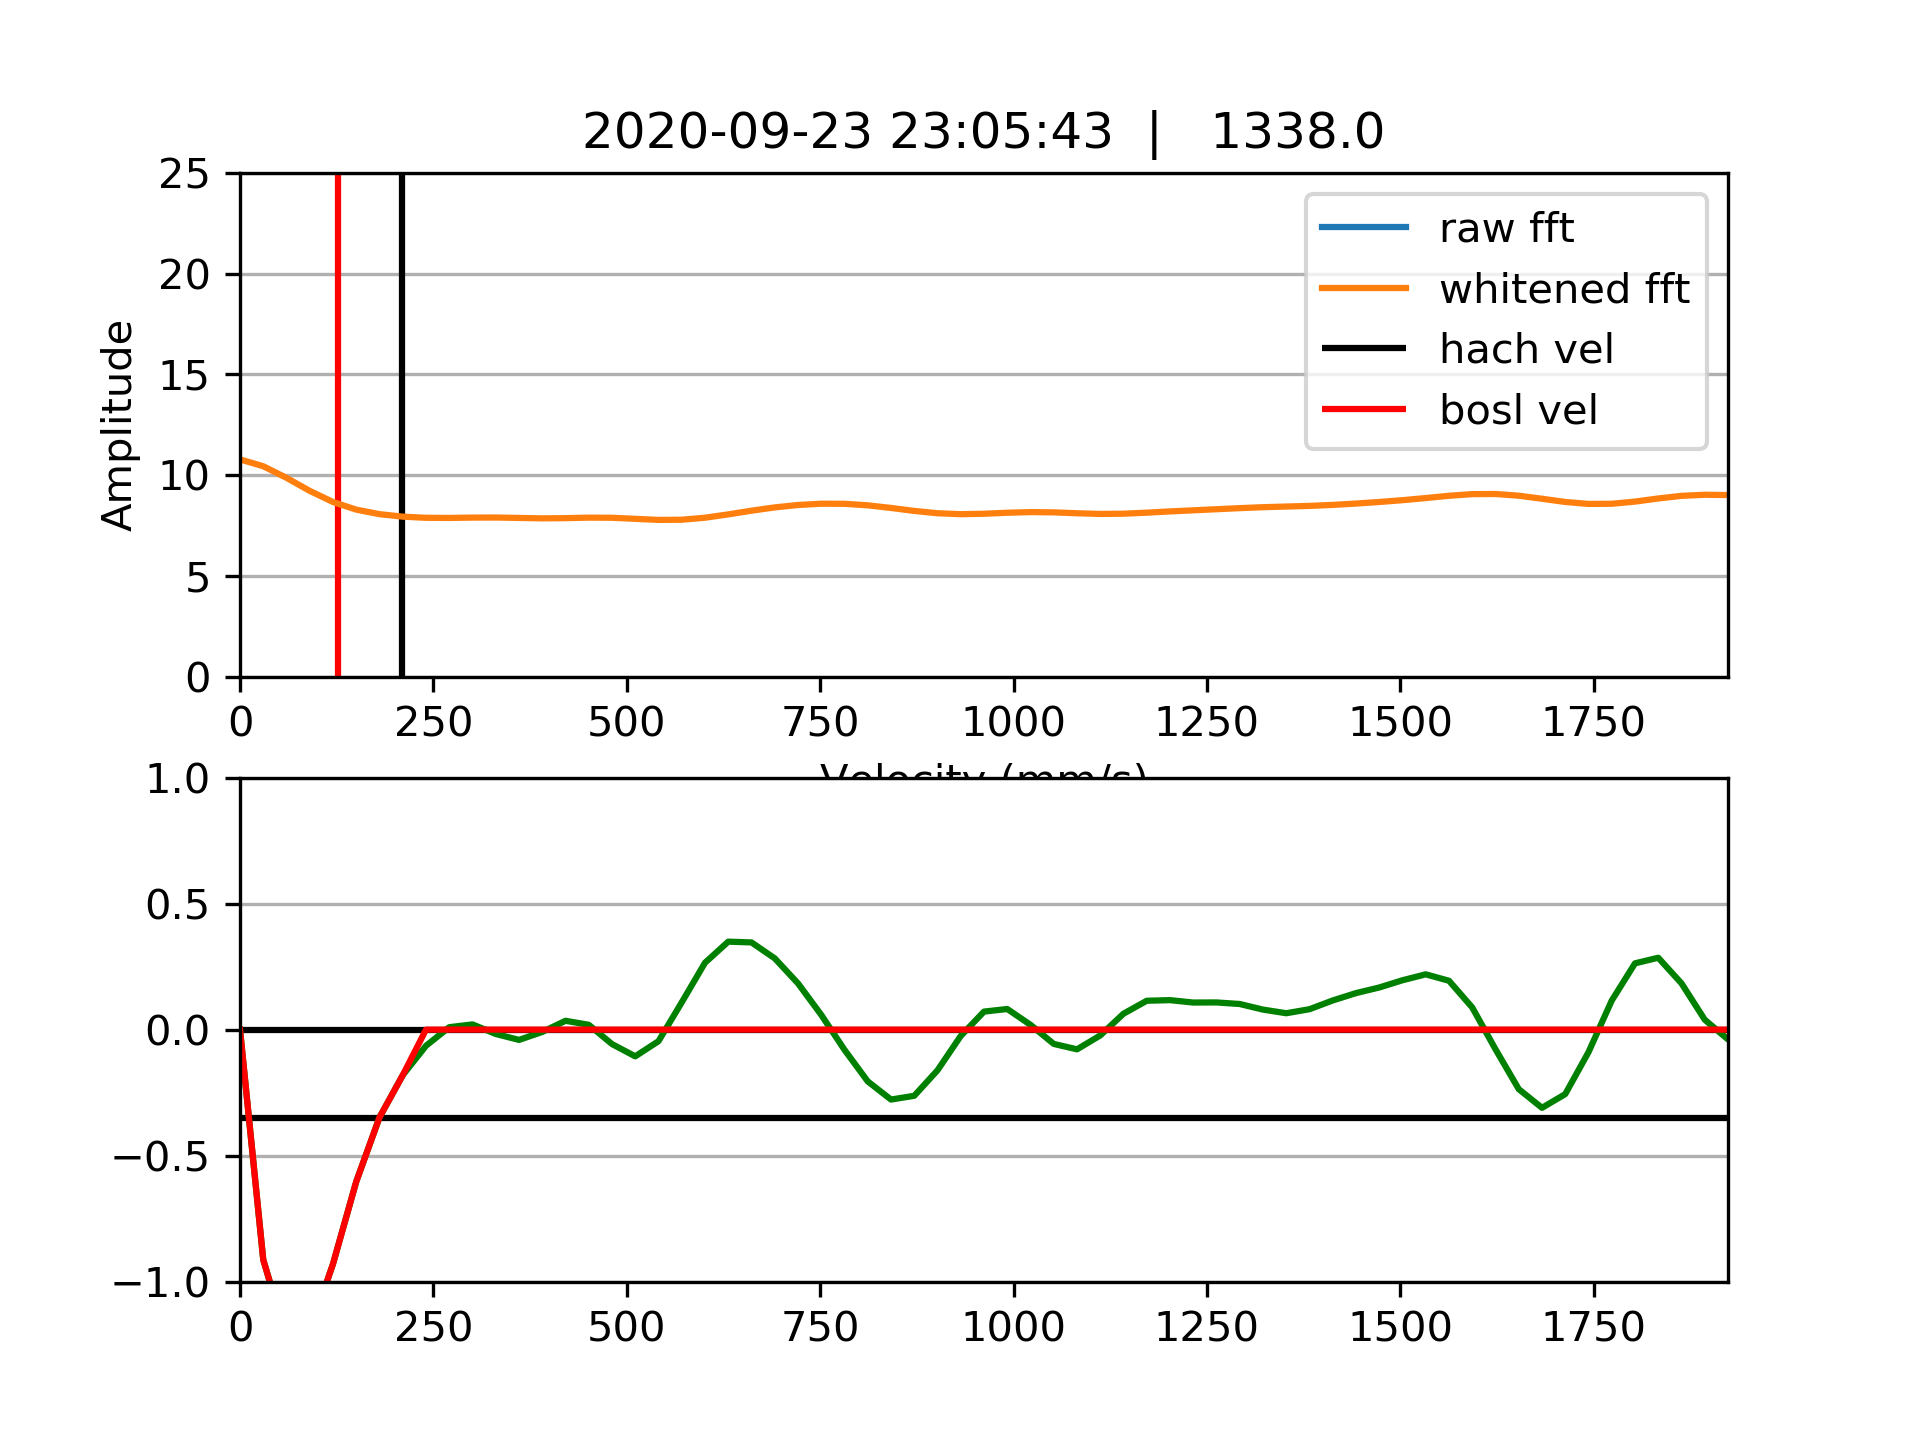 2020-09-23 23:05:43 | 1338.0
25
20
15
10
5
0
Amplitude
raw fft
whitened fft
hach vel
bosl vel
0 250 500 750 1000 1250 1500 1750
Velocity (mm/s)
1.0
0.5
0.0
−0.5
−1.0
0 250 500 750 1000 1250 1500 1750